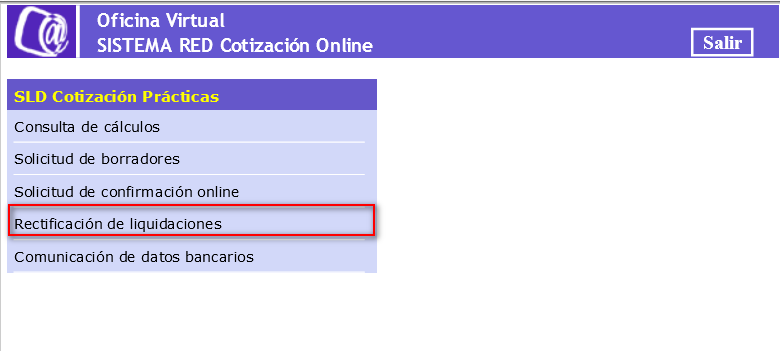 Oficina Virtual
SISTEMA RED Cotización Online
Salir
SLD Cotización Prácticas
Consulta de cálculos
Solicitud de borradores
Solicitud de confirmación online
Rectificación de liquidaciones
Comunicación de datos bancarios